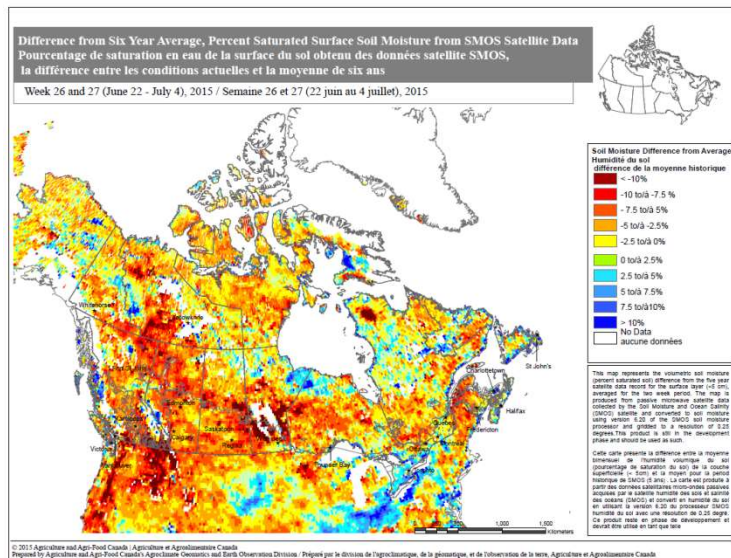 Difference from Six Year Average, Percent Saturated Surface Soil Moisture from SMOS Satellite Data
Pourcentage de saturation en eau de la surface du sol obtenu des données satellite SMOS,
la différence entre les conditions actuelles et la moyenne de six ans
Week 26 and 27 (June 22 - July 4), 2015 / Semaine 26 et 27 (22 juin au 4 juillet), 2015
Soil Moisture Difference from Average
Humidité du sol
différence de la moyenne historique
< -10%
-10 to/à -7.5 %
-7.5 to/à 5%
-5 to/à -2.5%
-2.5 to/à 0%
0 to/à 2.5%
2.5 to/à 5%
5 to/à 7.5%
7.5 to/à10%
> 10%
No Data
aucune données
Whitehorse
Yellowknife
St John's
Charlottetown
Halifax
Fredericton
Québec
Montréal
Ottawa
Thunder Bay
Calgary
Saskatoon
Regina
Victoria
Vancouver
This map represents the volumetric soil moisture
(percent saturated soil) difference from the five year
satellite data record for the surface layer (<5 cm),
averaged for the two week period. The map is
produced from passive microwave satellite data
collected by the Soil Moisture and Ocean Salinity
(SMOS) satellite and converted to soil moisture
using version 6.20 of the SMOS soil moisture
processor and gridded to a resolution of 0.25
degrees.This product is still in the development
phase and should be used as such.
Cette carte présente la différence entre la moyenne
bimensuel de l'humidité volumique du sol
(pourcentage de saturation du sol) de la couche
superficielle (< 5cm) et la moyen pour la period
historique de SMOS (5 ans) . La carte est produite à
partir des données satellitaires micro-ondes passives
acquises par le satellite humidité des sols et salinité
des océans (SMOS) et converti en humidité du sol
en utilisant la version 6.20 du processeur SMOS
humidité du sol avec une résolution de 0.25 degré.
Ce produit reste en phase de développement et
devrait être utilisé en tant que telle
Kilometers
© 2015 Agriculture and Agri-Food Canada / Agriculture et Agroalimentaire Canada
Prepared by Agriculture and Agri-Food Canada's Agroclimate Geomatics and Earth Observation Division / Préparé par le division de l'agroclimatique, de la géomatique, et de l'observation de la terre, Agriculture et Agroalimentaire Canada